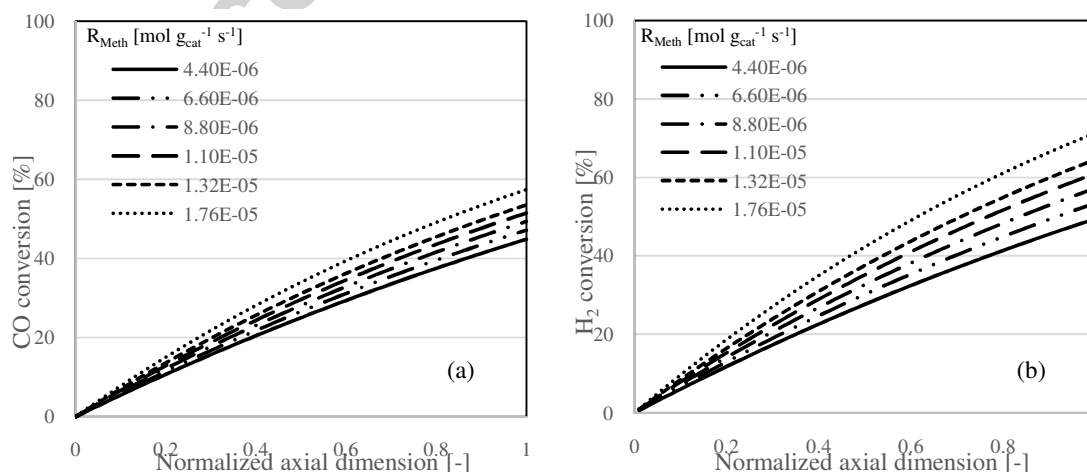 100
80
60
40
20
0
CO conversion [%]
R_Meth [mol g_cat^-1 s^-1]
4.40E-06
6.60E-06
8.80E-06
1.10E-05
1.32E-05
1.76E-05
(a)
0 0.2 0.4 0.6 0.8 1
Normalized axial dimension [-]
100
80
60
40
20
0
H₂ conversion [%]
R_Meth [mol g_cat^-1 s^-1]
4.40E-06
6.60E-06
8.80E-06
1.10E-05
1.32E-05
1.76E-05
(b)
0 0.2 0.4 0.6 0.8
Normalized axial dimension [-]